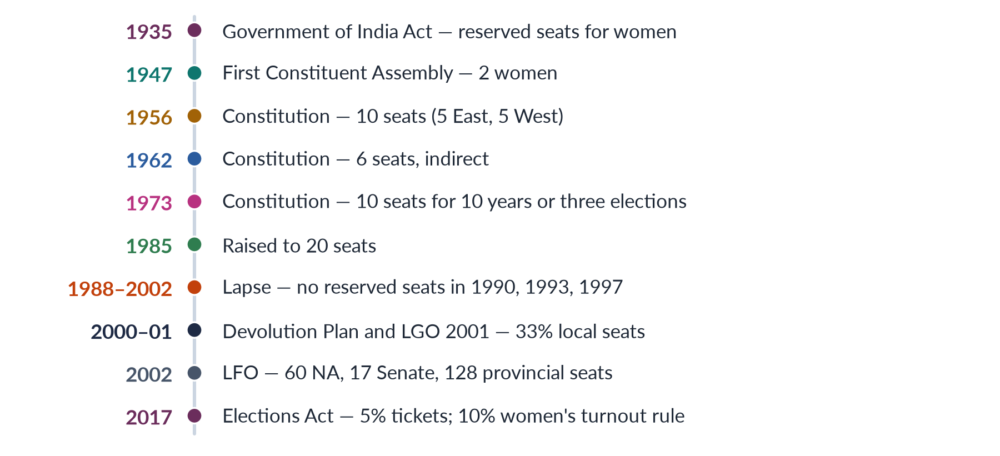 1935 Government of India Act — reserved seats for women
1947 First Constituent Assembly — 2 women
1956 Constitution — 10 seats (5 East, 5 West)
1962 Constitution — 6 seats, indirect
1973 Constitution — 10 seats for 10 years or three elections
1985 Raised to 20 seats
1988–2002 Lapse — no reserved seats in 1990, 1993, 1997
2000–01 Devolution Plan and LGO 2001 — 33% local seats
2002 LFO — 60 NA, 17 Senate, 128 provincial seats
2017 Elections Act — 5% tickets; 10% women's turnout rule